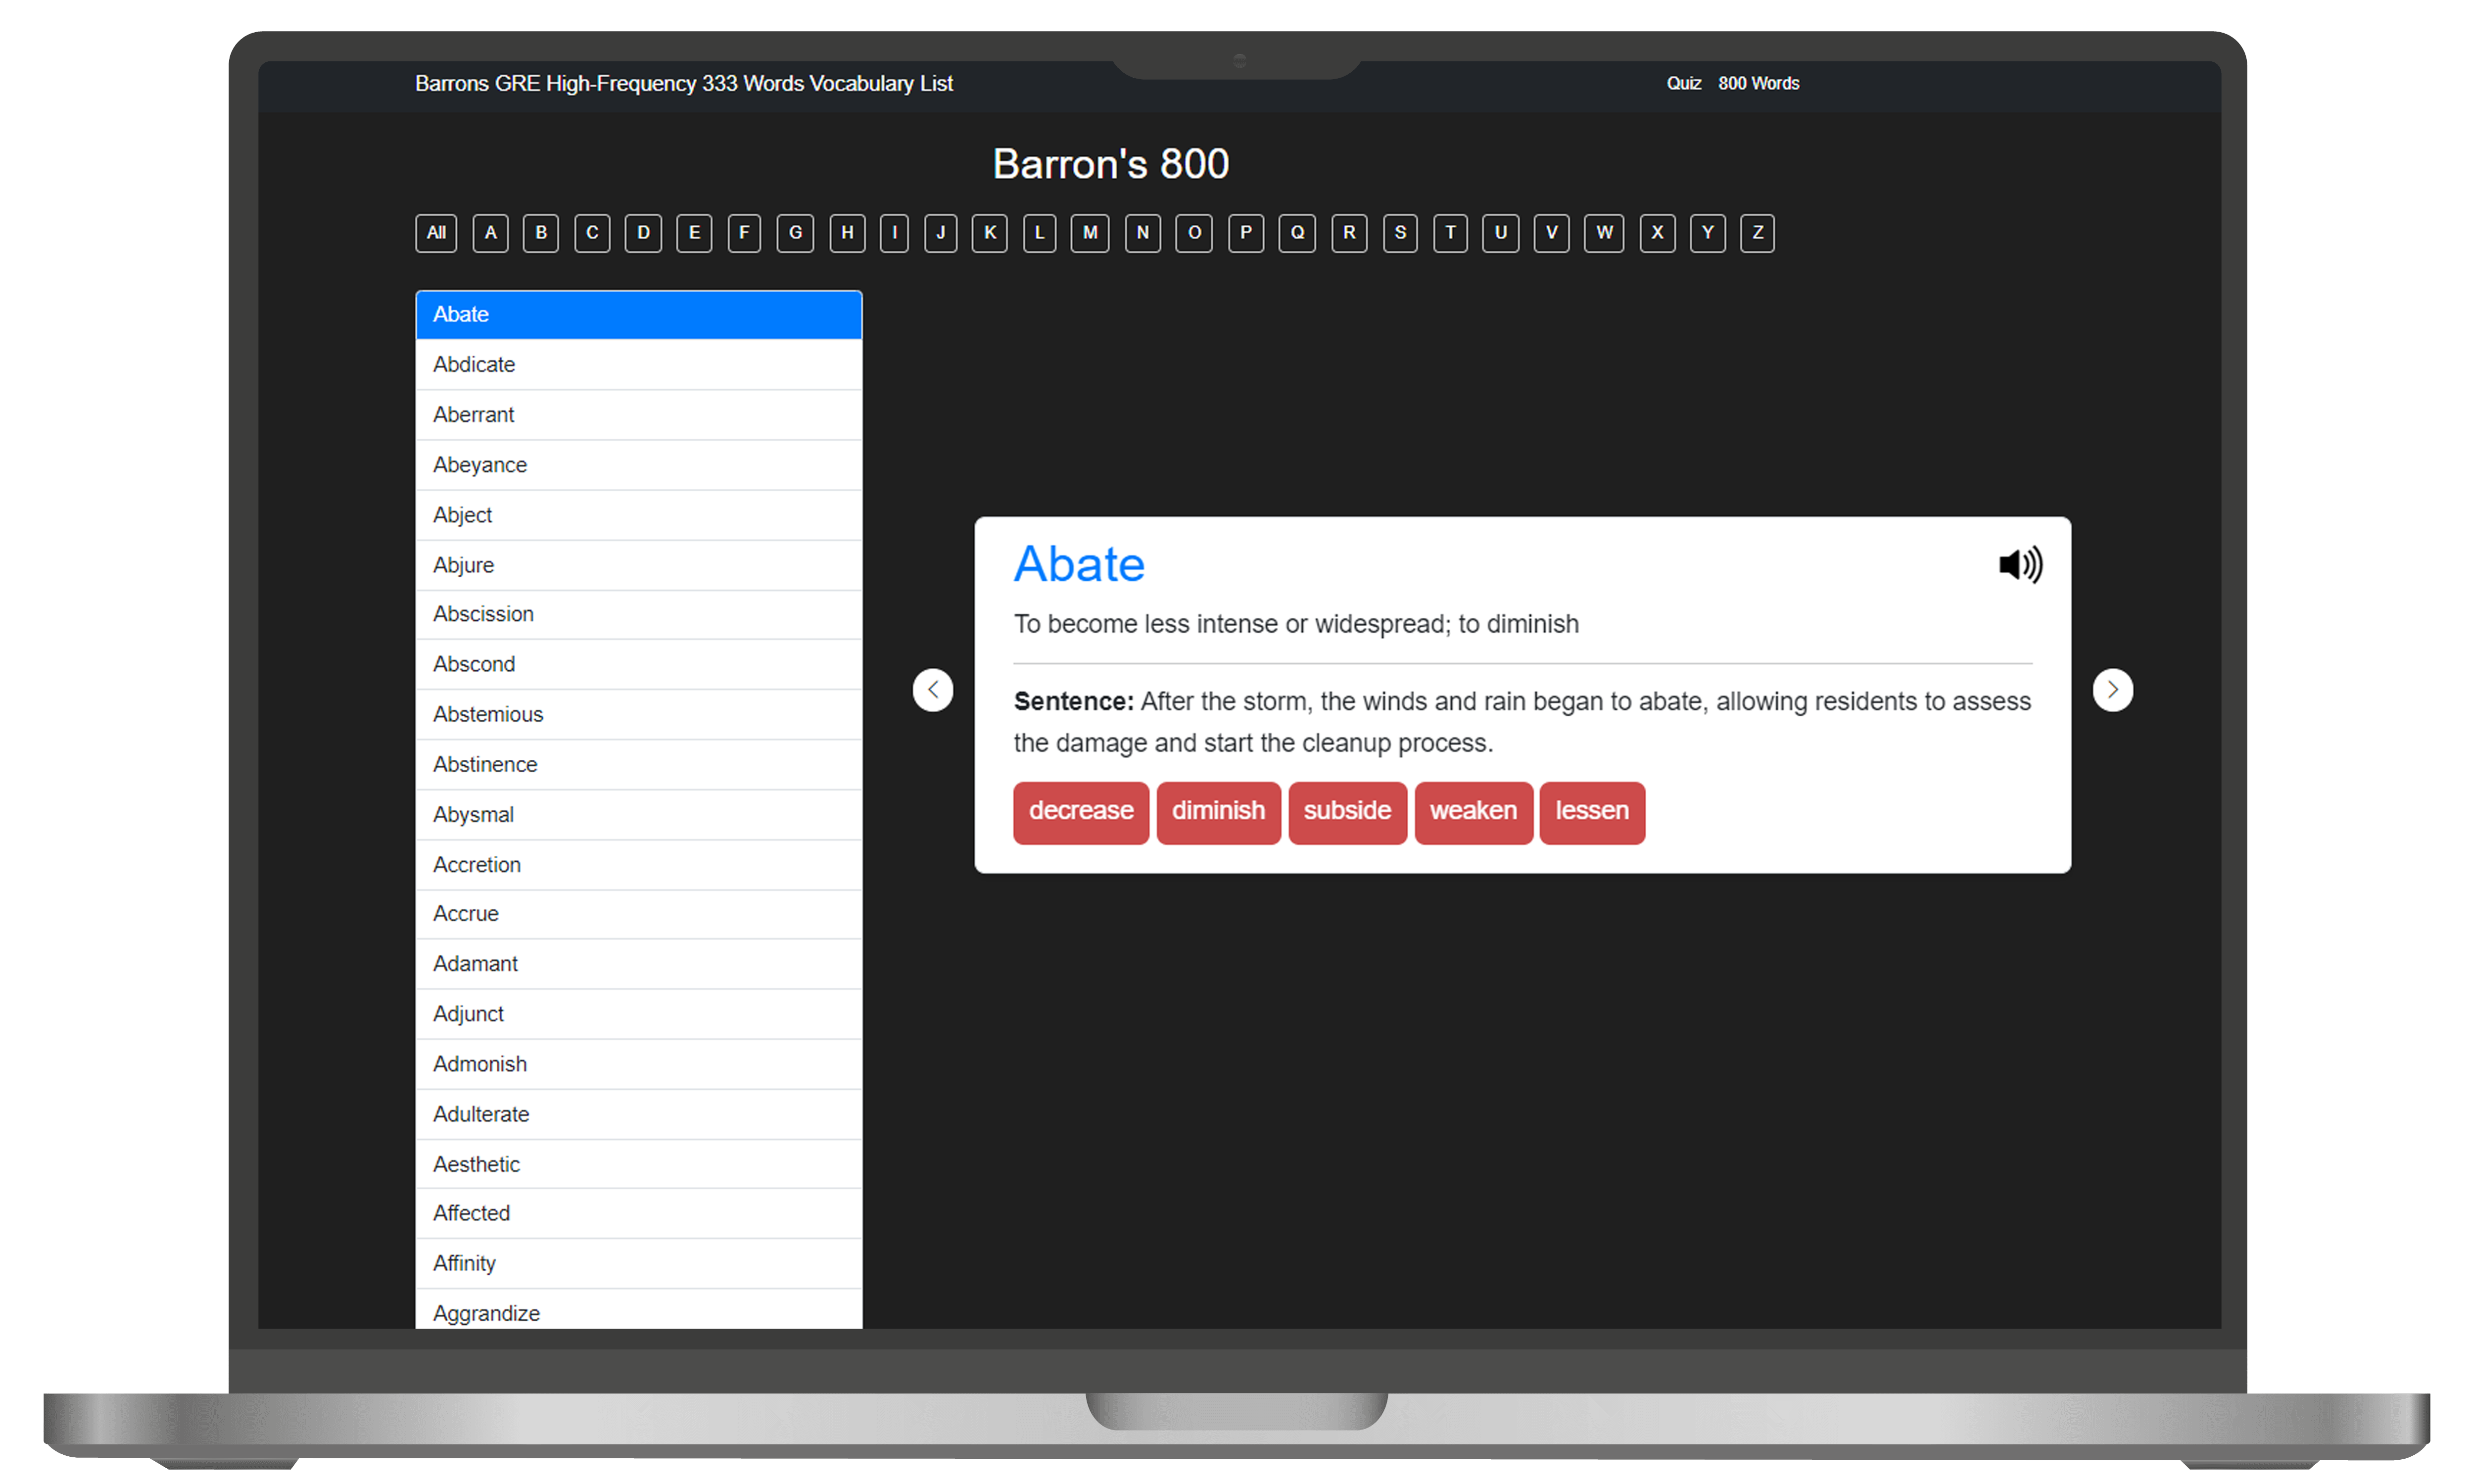 Barrons GRE High-Frequency 333 Words Vocabulary List
Quiz 800 Words
Barron's 800
All A B C D E F G H I J K L M N O P Q R S T U V W X Y Z
Abate
Abdicate
Aberrant
Abeyance
Abject
Abjure
Abscission
Abscond
Abstemious
Abstinence
Abysmal
Accretion
Accrue
Adamant
Adjunct
Admonish
Adulterate
Aesthetic
Affected
Affinity
Aggrandize
Abate
To become less intense or widespread; to diminish
Sentence: After the storm, the winds and rain began to abate, allowing residents to assess
the damage and start the cleanup process.
decrease diminish subside weaken lessen